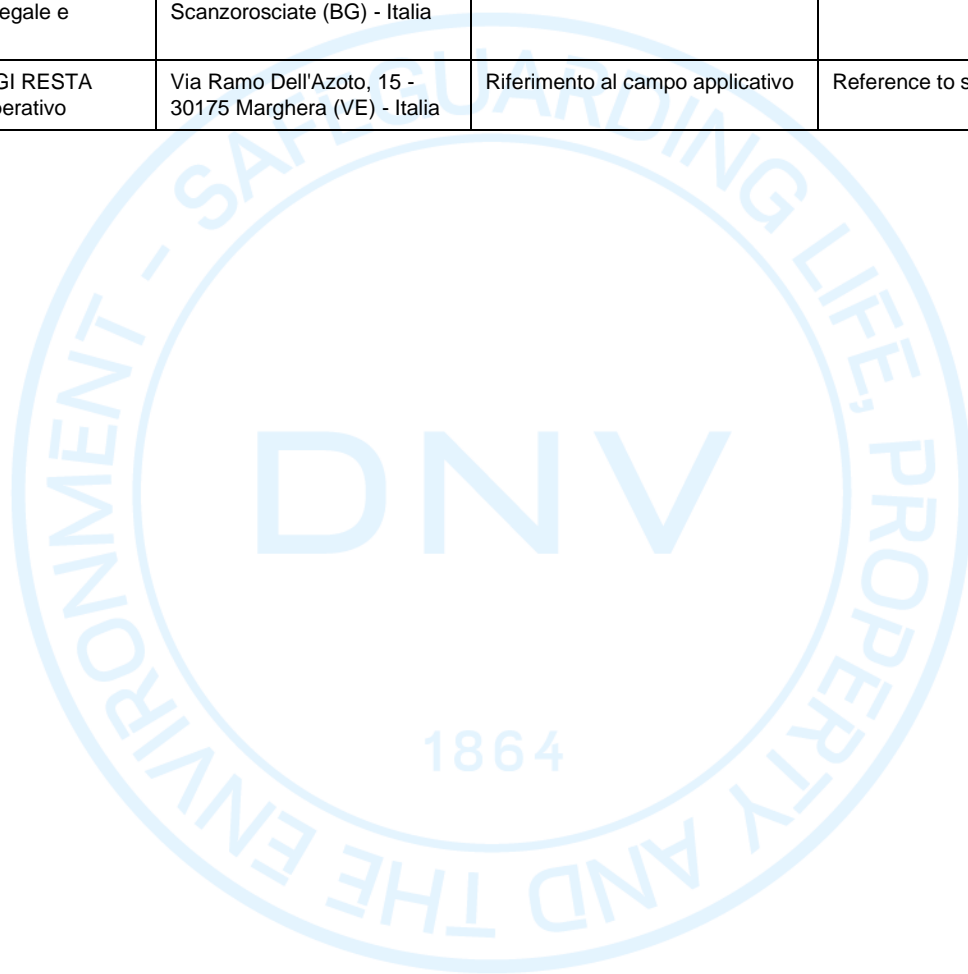 egale e
Scanzorosciate (BG) - Italia
GI RESTA
perativo
Via Ramo Dell'Azoto, 15 -
30175 Marghera (VE) - Italia
Riferimento al campo applicativo
Reference to s
SAFEGUARDING LIFE, PROPERTY AND THE ENVIRONMENT -
DNV
1864